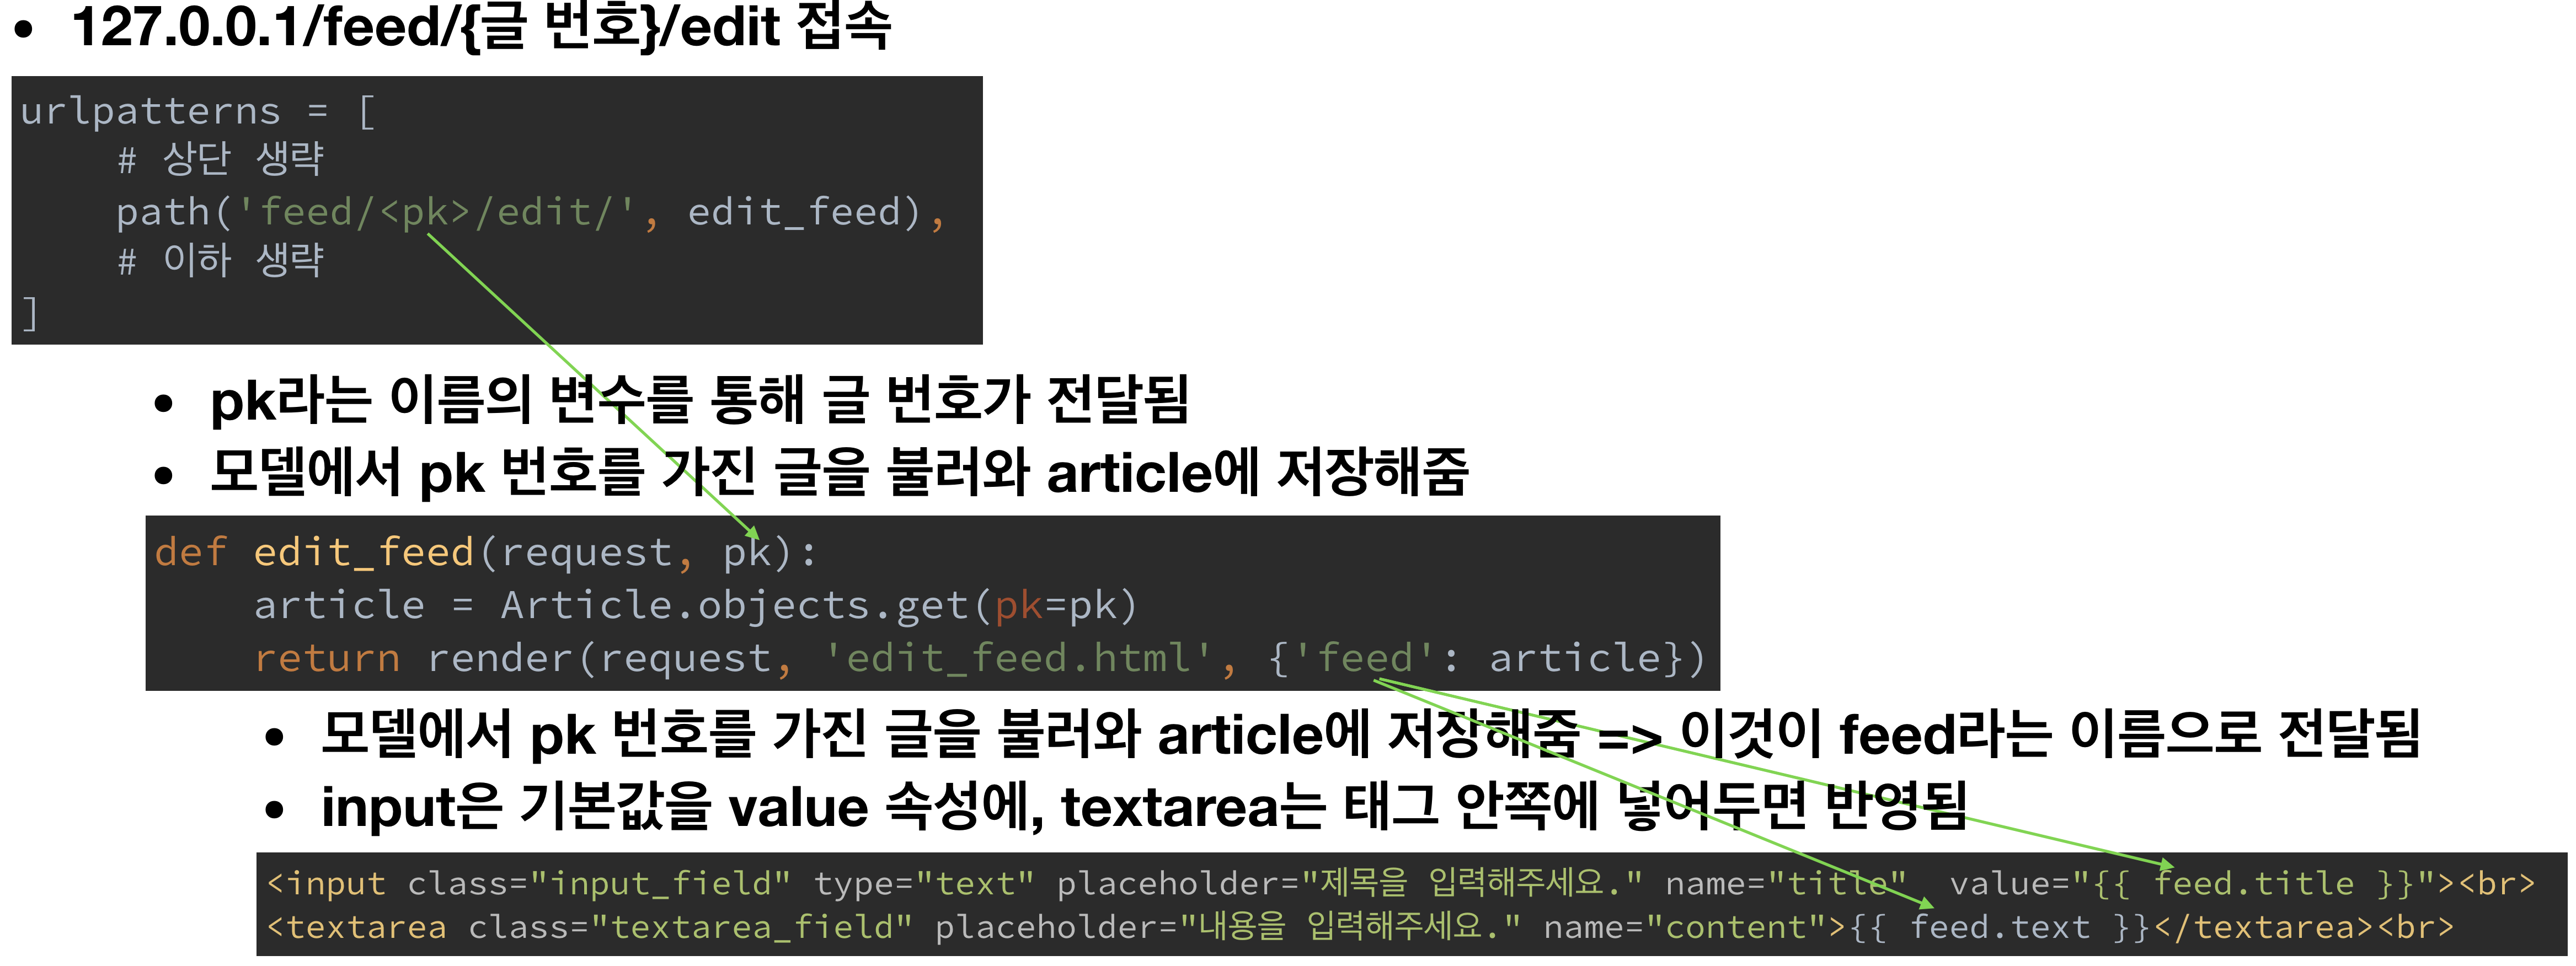 • 127.0.0.1/feed/{글 번호}/edit 접속
urlpatterns = [
    # 상단 생략
    path('feed/<pk>/edit/', edit_feed),
    # 이하 생략
]
• pk라는 이름의 변수를 통해 글 번호가 전달됨
• 모델에서 pk 번호를 가진 글을 불러와 article에 저장해줌
def edit_feed(request, pk):
    article = Article.objects.get(pk=pk)
    return render(request, 'edit_feed.html', {'feed': article})
• 모델에서 pk 번호를 가진 글을 불러와 article에 저장해줌 => 이것이 feed라는 이름으로 전달됨
• input은 기본값을 value 속성에, textarea는 태그 안쪽에 넣어두면 반영됨
<input class="input_field" type="text" placeholder="제목을 입력해주세요." name="title"  value="{{ feed.title }}"><br>
<textarea class="textarea_field" placeholder="내용을 입력해주세요." name="content">{{ feed.text }}</textarea><br>